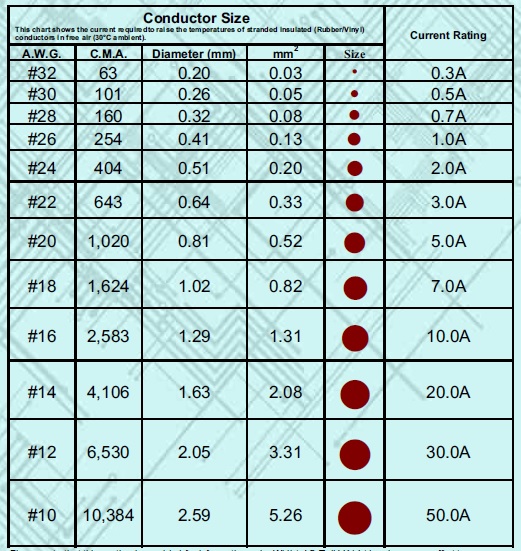 Conductor Size
This chart shows the current required to raise the temperatures of stranded Insulated (Rubber/Vinyl)
conductors in free air (30°C ambient).
Current Rating
A.W.G. C.M.A. Diameter (mm) mm² Size
#32 63 0.20 0.03 0.3A
#30 101 0.26 0.05 0.5A
#28 160 0.32 0.08 0.7A
#26 254 0.41 0.13 1.0A
#24 404 0.51 0.20 2.0A
#22 643 0.64 0.33 3.0A
#20 1,020 0.81 0.52 5.0A
#18 1,624 1.02 0.82 7.0A
#16 2,583 1.29 1.31 10.0A
#14 4,106 1.63 2.08 20.0A
#12 6,530 2.05 3.31 30.0A
#10 10,384 2.59 5.26 50.0A